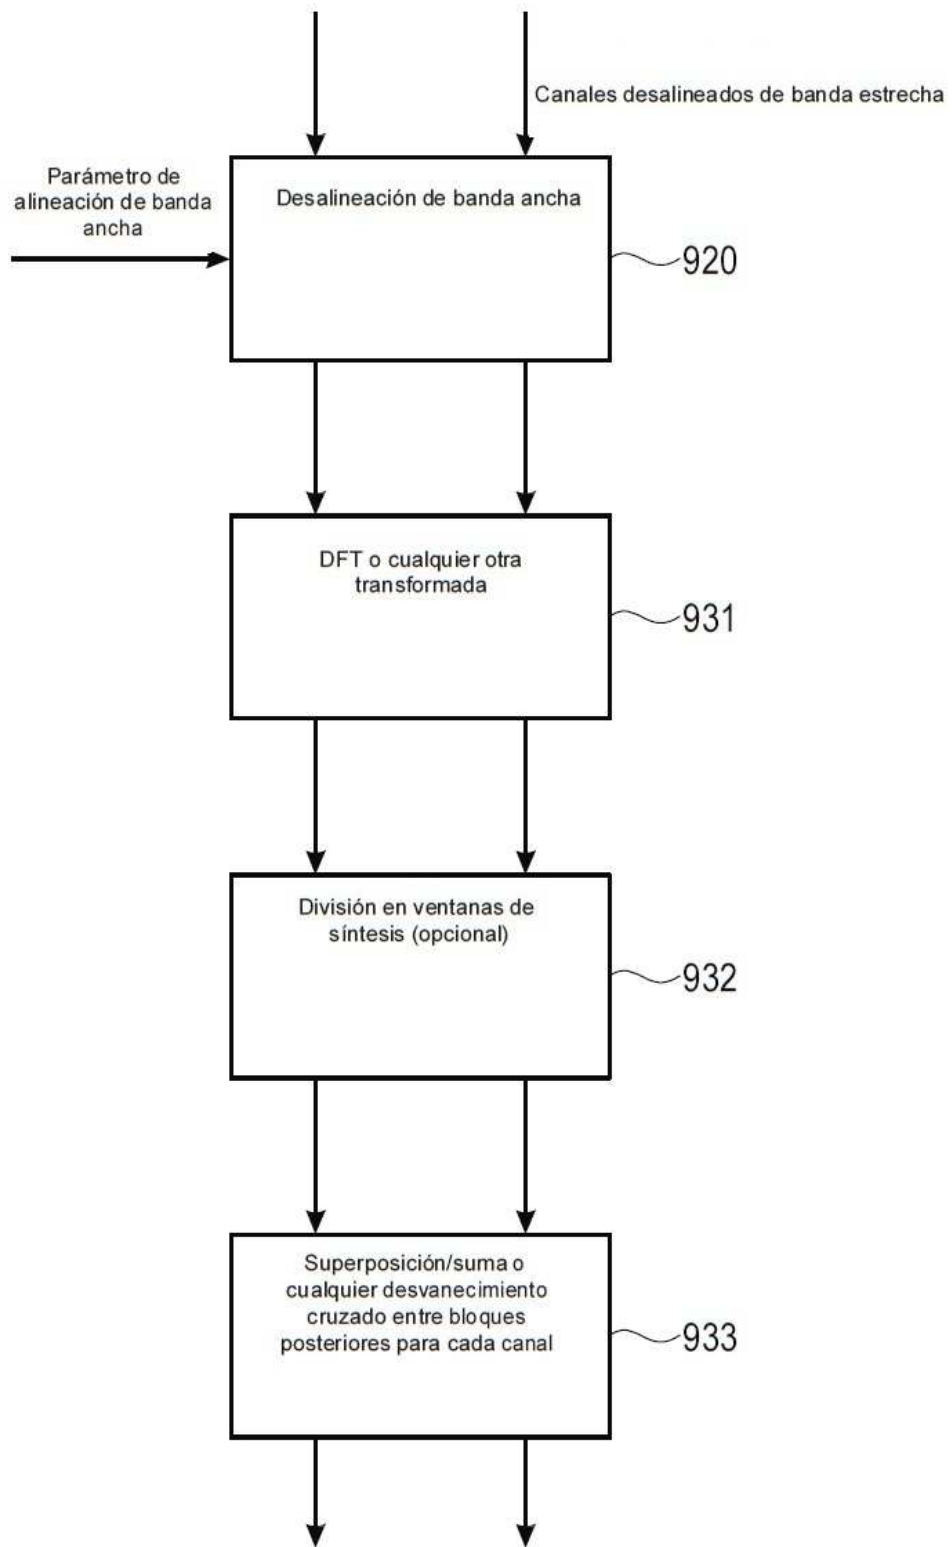 Canales desalineados de banda estrecha
Parámetro de
alineación de banda
ancha
Desalineación de banda ancha
920
DFT o cualquier otra
transformada
931
División en ventanas de
síntesis (opcional)
932
Superposición/suma o
cualquier desvanecimiento
cruzado entre bloques
posteriores para cada canal
933